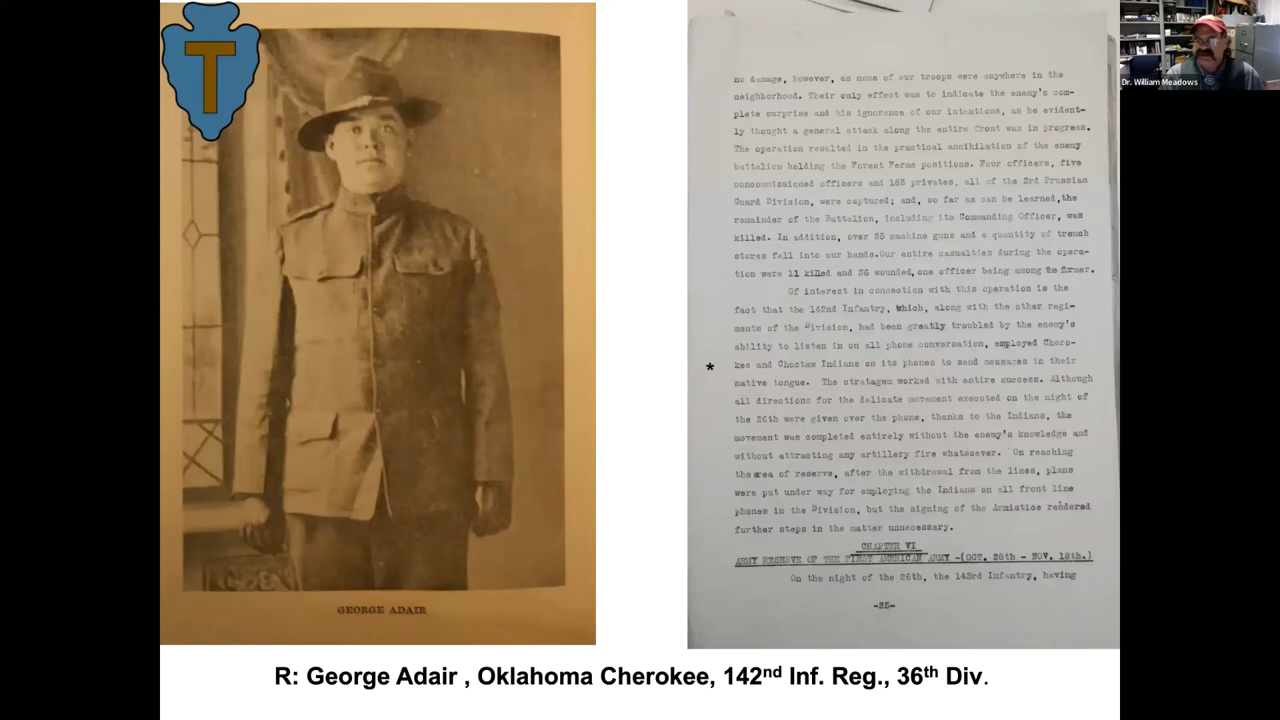 T
GEORGE ADAIR
no damage, however, as none of our troops were anywhere in the
neighborhood. Their only effect was to indicate the enemy's com-
plete surprise and his ignorance of our intentions, as he evident-
ly thought a general attack along the entire front was in progress.
The operation resulted in the practical annihilation of the enemy
battalion holding the Forest Ferme positions. Four officers, five
noncommissioned officers and 185 privates, all of the 3rd Prussian
Guard Division, were captured; and, so far as can be learned,the
remainder of the Battalion, including its Commanding Officer, was
killed. In addition, over 35 machine guns and a quantity of trench
stores fell into our hands.Our entire casualties during the opera-
tion were 11 killed and 36 wounded,one officer being among the former.
Of interest in connection with this operation is the
fact that the 142nd Infantry, which, along with the other regi-
ments of the Division, had been greatly troubled by the enemy's
ability to listen in on all phone conversation, employed Chero-
* kee and Choctaw Indians on its phones to send messages in their
native tongue. The stratagem worked with entire success. Although
all directions for the delicate movement executed on the night of
the 26th were given over the phone, thanks to the Indians, the
movement was completed entirely without the enemy's knowledge and
without attracting any artillery fire whatsoever. On reaching
the area of reserve, after the withdrawal from the lines, plans
were put under way for employing the Indians on all front line
phones in the Division, but the signing of the Armistice rendered
further steps in the matter unnecessary.
CHAPTER VI
ARMY RESERVE OF THE FIRST AMERICAN ARMY -(OCT. 28th - NOV. 18th.)
On the night of the 26th, the 143rd Infantry, having
-25-
R: George Adair , Oklahoma Cherokee, 142nd Inf. Reg., 36th Div.
Dr. William Meadows